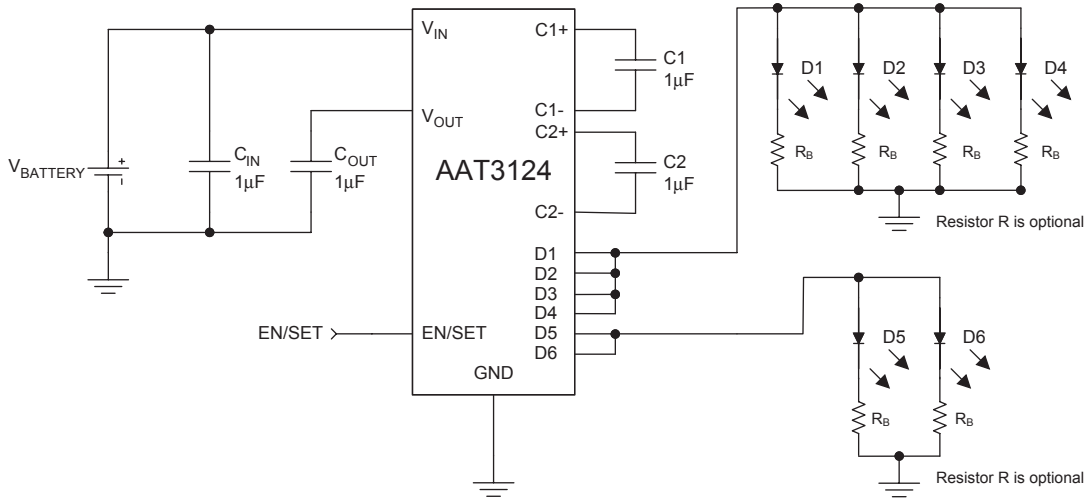 V_BATTERY
+
-
C_IN
1μF
C_OUT
1μF
EN/SET
V_IN
V_OUT
AAT3124
EN/SET
GND
C1+
C1-
C2+
C2-
D1
D2
D3
D4
D5
D6
C1
1μF
C2
1μF
D1
D2
D3
D4
R_B
R_B
R_B
R_B
Resistor R is optional
D5
D6
R_B
R_B
Resistor R is optional